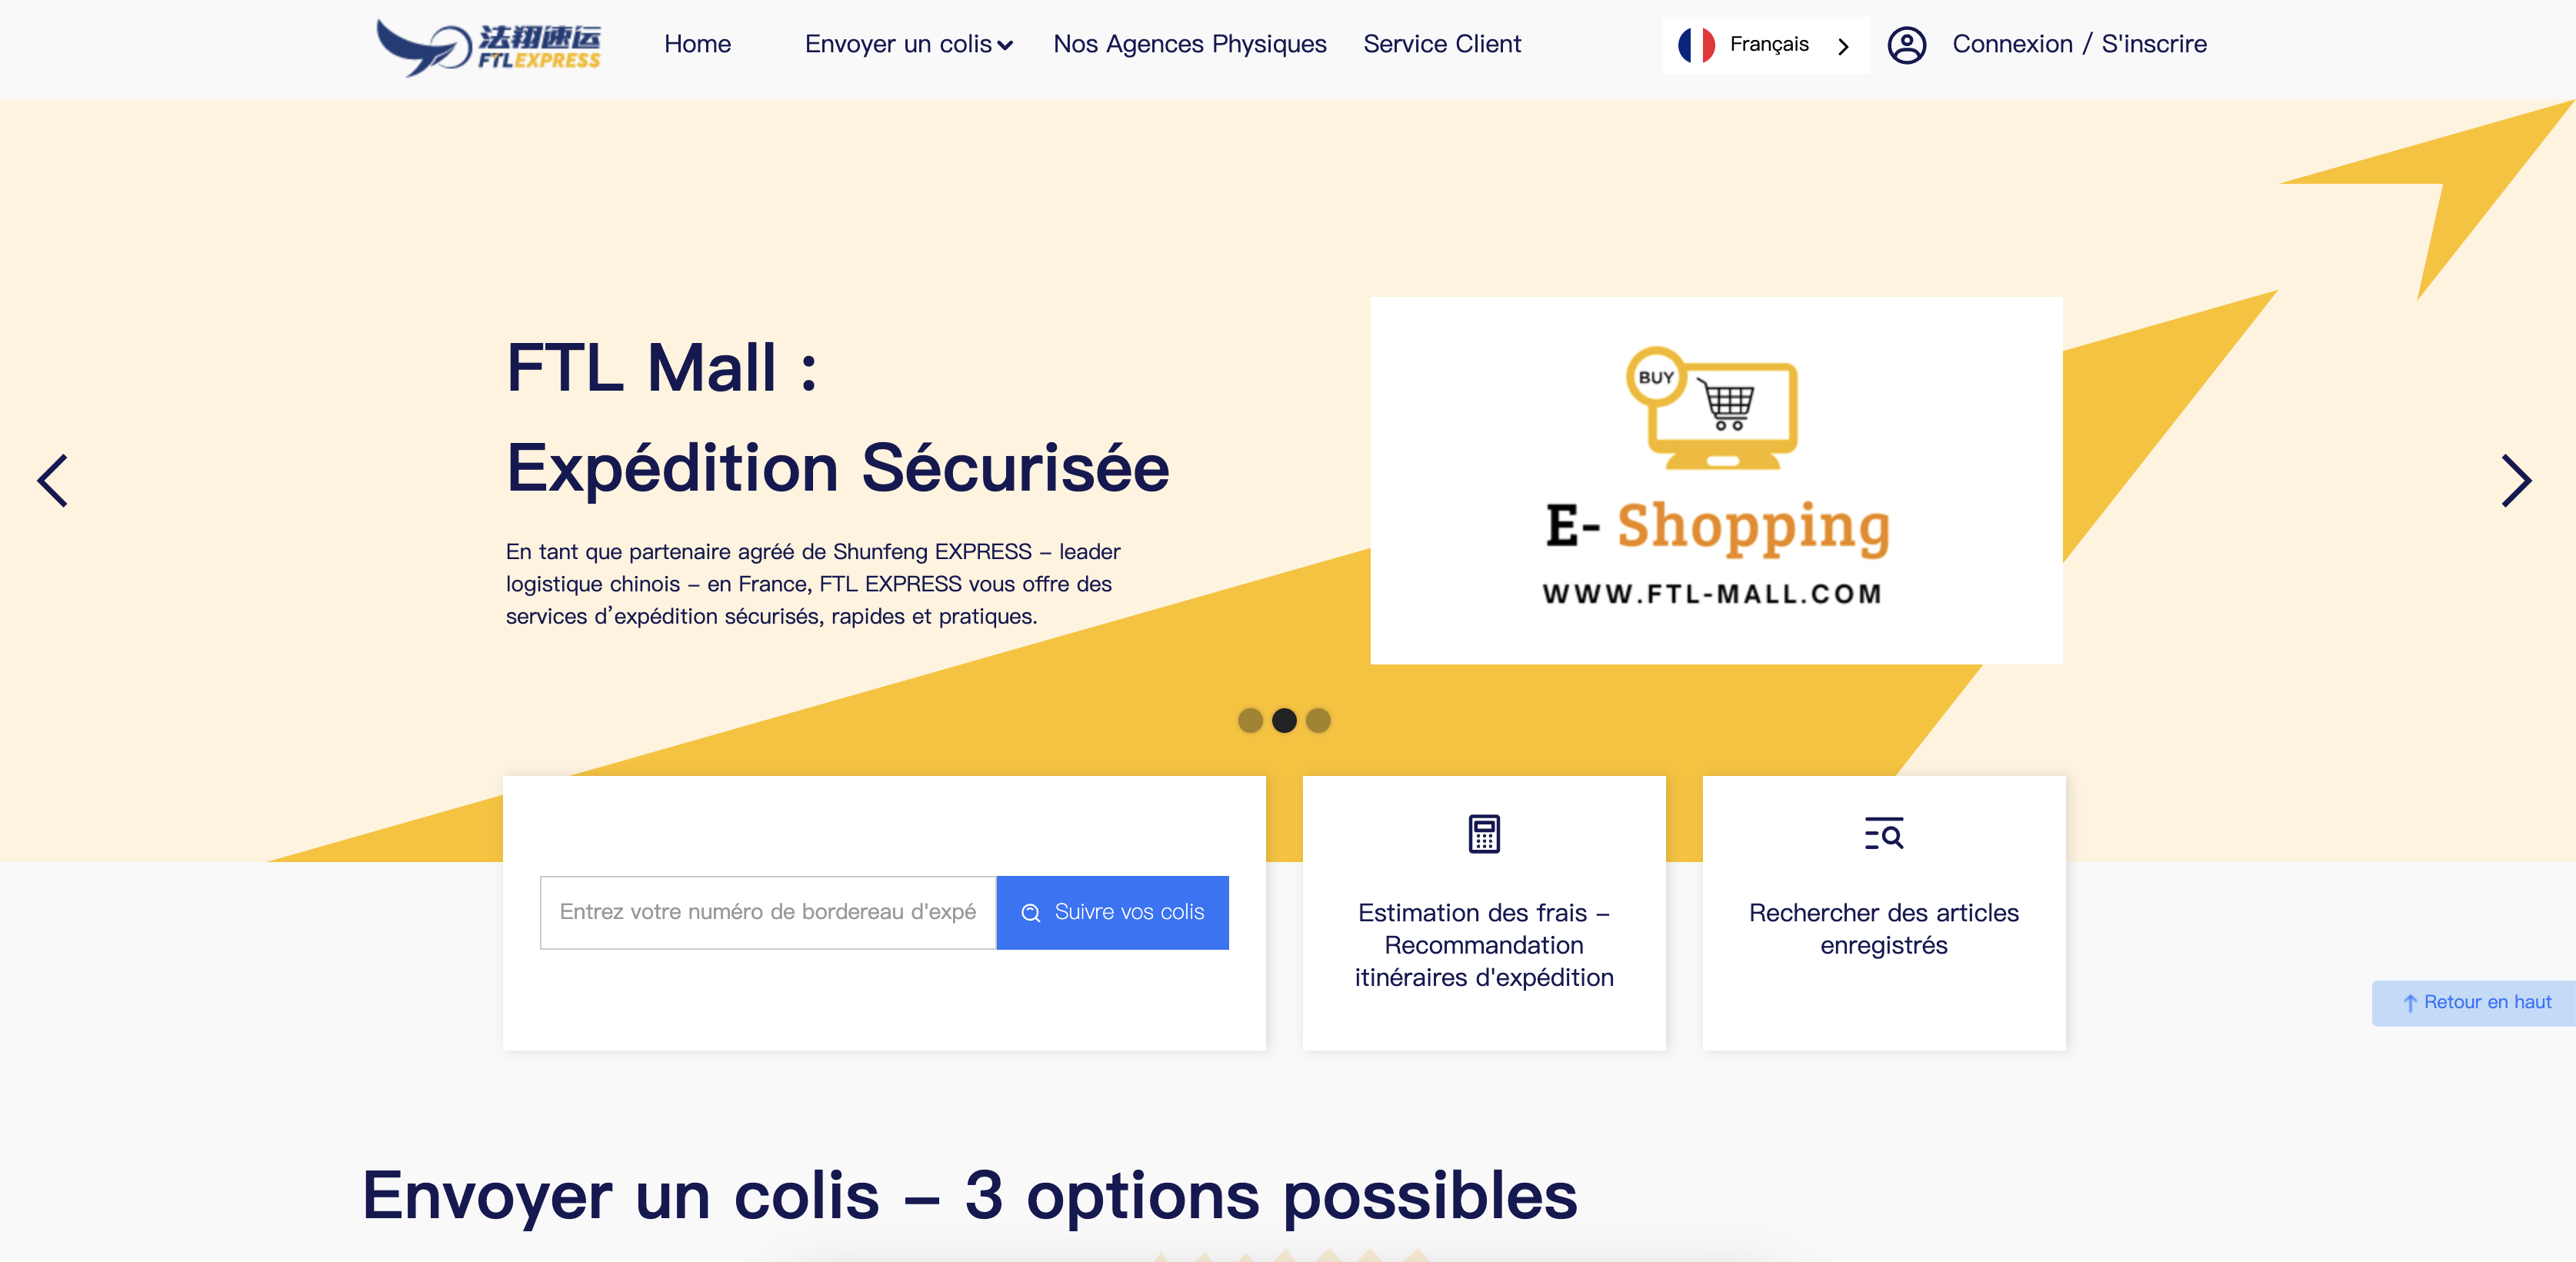 法翔速运
FTLEXPRESS
Home
Envoyer un colis
Nos Agences Physiques
Service Client
Français
Connexion / S'inscrire
FTL Mall :
Expédition Sécurisée
En tant que partenaire agréé de Shunfeng EXPRESS – leader
logistique chinois – en France, FTL EXPRESS vous offre des
services d’expédition sécurisés, rapides et pratiques.
BUY
E- Shopping
WWW.FTL-MALL.COM
Entrez votre numéro de bordereau d'expé
Suivre vos colis
Estimation des frais –
Recommandation
itinéraires d'expédition
Rechercher des articles
enregistrés
Retour en haut
Envoyer un colis – 3 options possibles